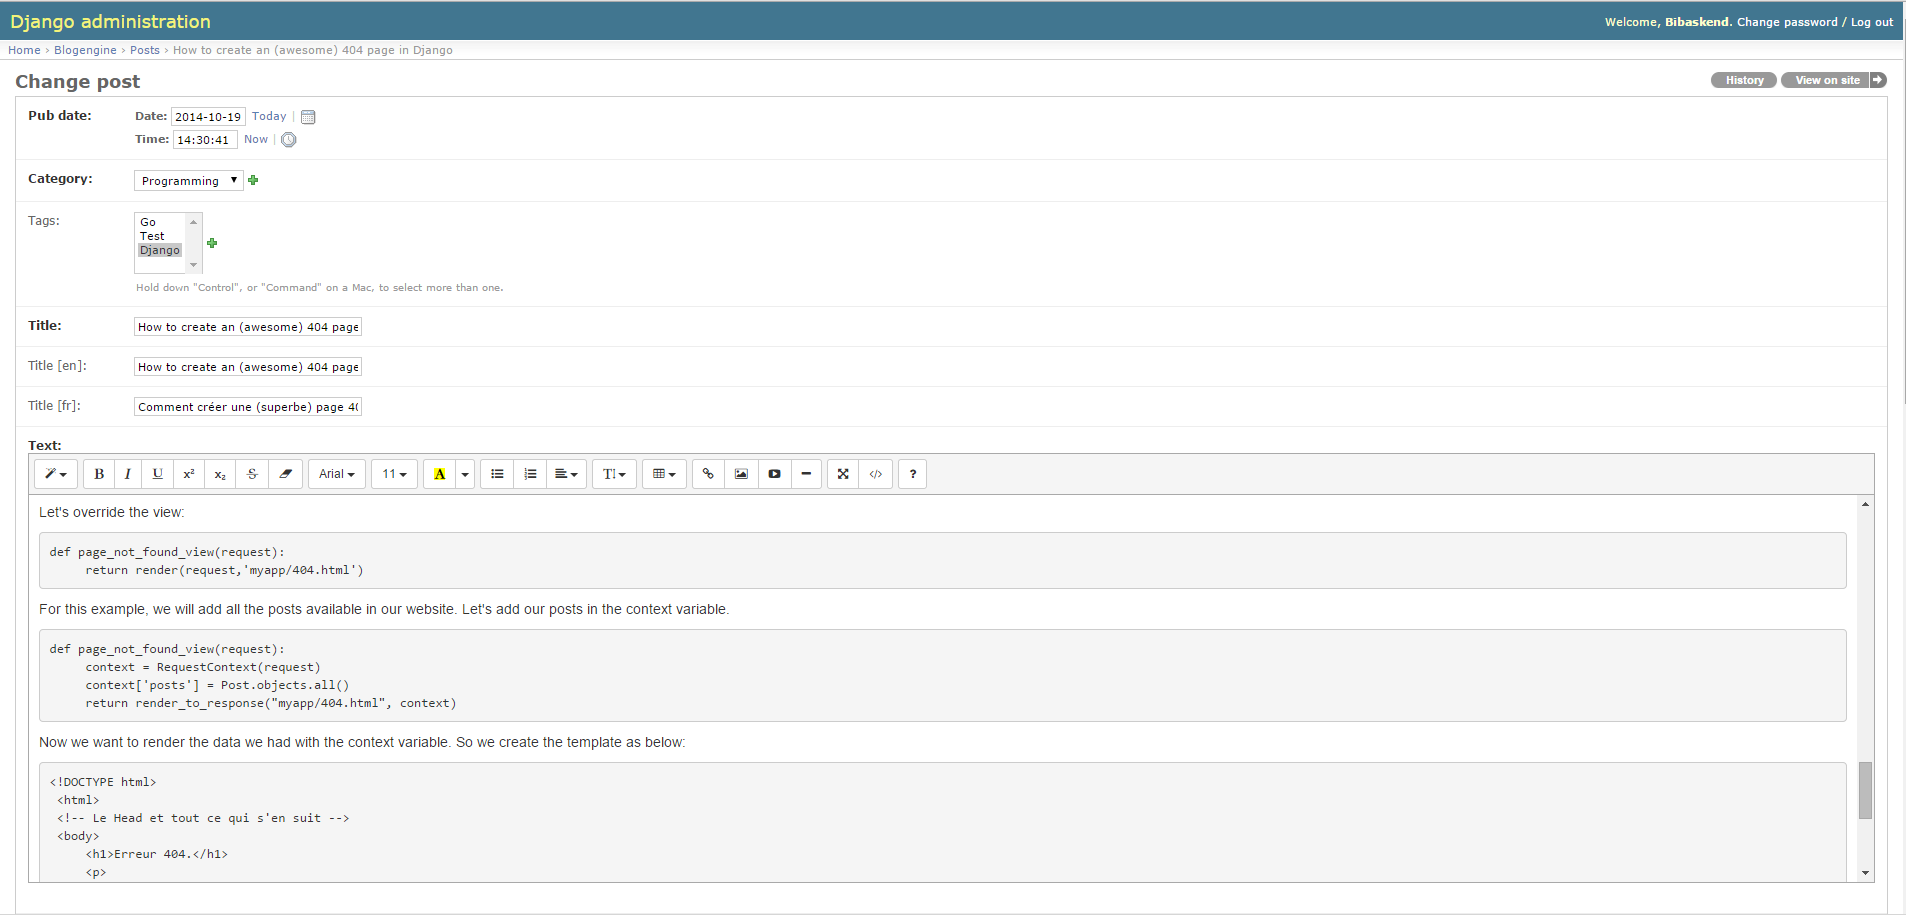 Django administration
Welcome, Bibaskend. Change password / Log out
Home › Blogengine › Posts › How to create an (awesome) 404 page in Django
Change post
History
View on site
Pub date:
Date: 2014-10-19 Today |
Time: 14:30:41 Now |
Category:
Programming
Tags:
Go
Test
Django
Hold down "Control", or "Command" on a Mac, to select more than one.
Title:
How to create an (awesome) 404 page
Title [en]:
How to create an (awesome) 404 page
Title [fr]:
Comment créer une (superbe) page 40
Text:
B I U x² x₂ S Arial 11 A T! </> ?
Let's override the view:
def page_not_found_view(request):
return render(request,'myapp/404.html')
For this example, we will add all the posts available in our website. Let's add our posts in the context variable.
def page_not_found_view(request):
context = RequestContext(request)
context['posts'] = Post.objects.all()
return render_to_response("myapp/404.html", context)
Now we want to render the data we had with the context variable. So we create the template as below:
<!DOCTYPE html>
<html>
<!-- Le Head et tout ce qui s'en suit -->
<body>
<h1>Erreur 404.</h1>
<p>